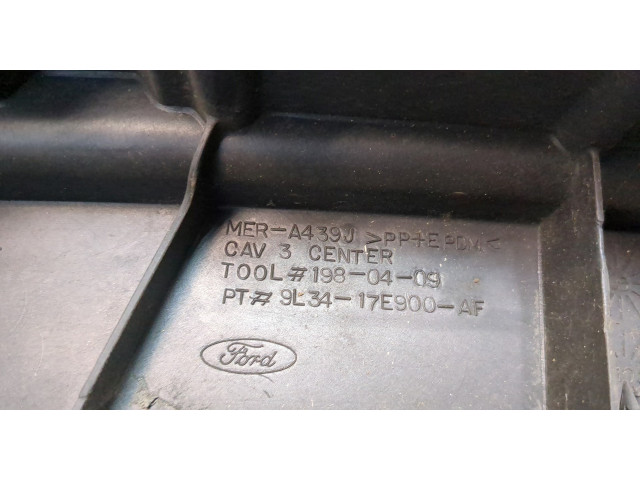 MER-A439J >PP+EPDM<
CAV 3 CENTER
TOOL# 198-04-09
PT# 9L34-17E900-AF
Ford